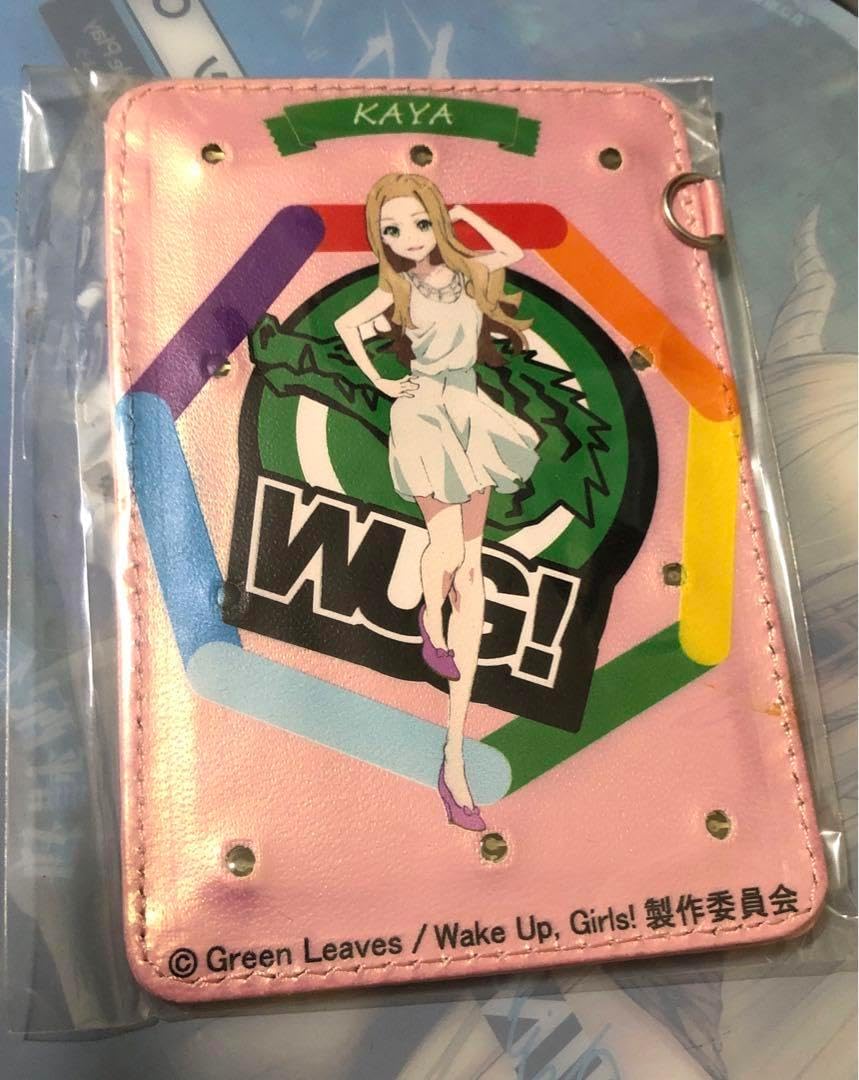 KAYA
WUG!
© Green Leaves / Wake Up, Girls! 製作委員会